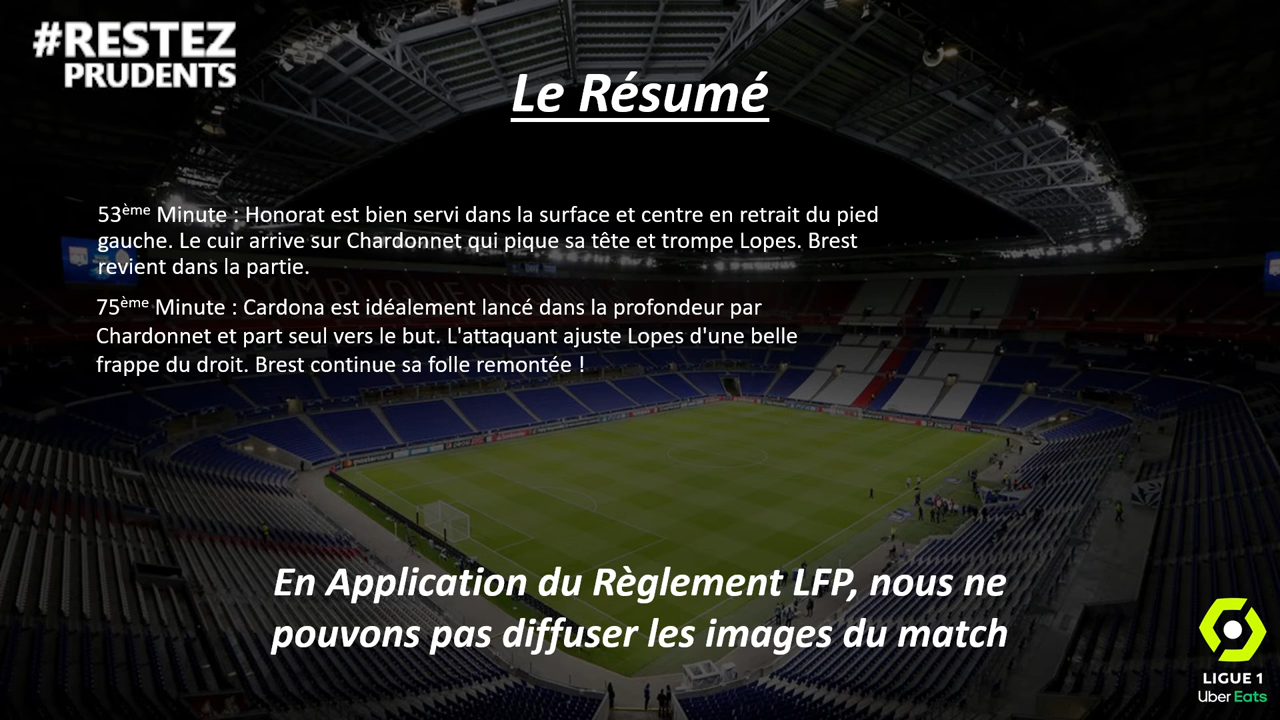 #RESTEZ
PRUDENTS
Le Résumé
53ème Minute : Honorat est bien servi dans la surface et centre en retrait du pied
gauche. Le cuir arrive sur Chardonnet qui pique sa tête et trompe Lopes. Brest
revient dans la partie.
75ème Minute : Cardona est idéalement lancé dans la profondeur par
Chardonnet et part seul vers le but. L'attaquant ajuste Lopes d'une belle
frappe du droit. Brest continue sa folle remontée !
En Application du Règlement LFP, nous ne
pouvons pas diffuser les images du match
LIGUE 1
Uber Eats